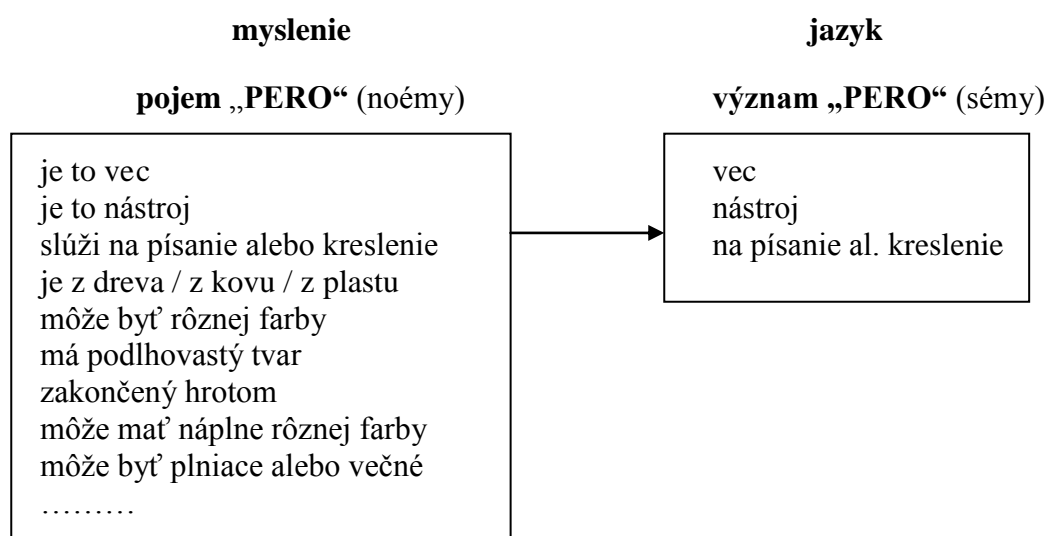 myslenie
jazyk
pojem „PERO“ (noémy)
význam „PERO“ (sémy)
je to vec
je to nástroj
slúži na písanie alebo kreslenie
je z dreva / z kovu / z plastu
môže byť rôznej farby
má podlhovastý tvar
zakončený hrotom
môže mať náplne rôznej farby
môže byť plniace alebo večné
………
vec
nástroj
na písanie al. kreslenie